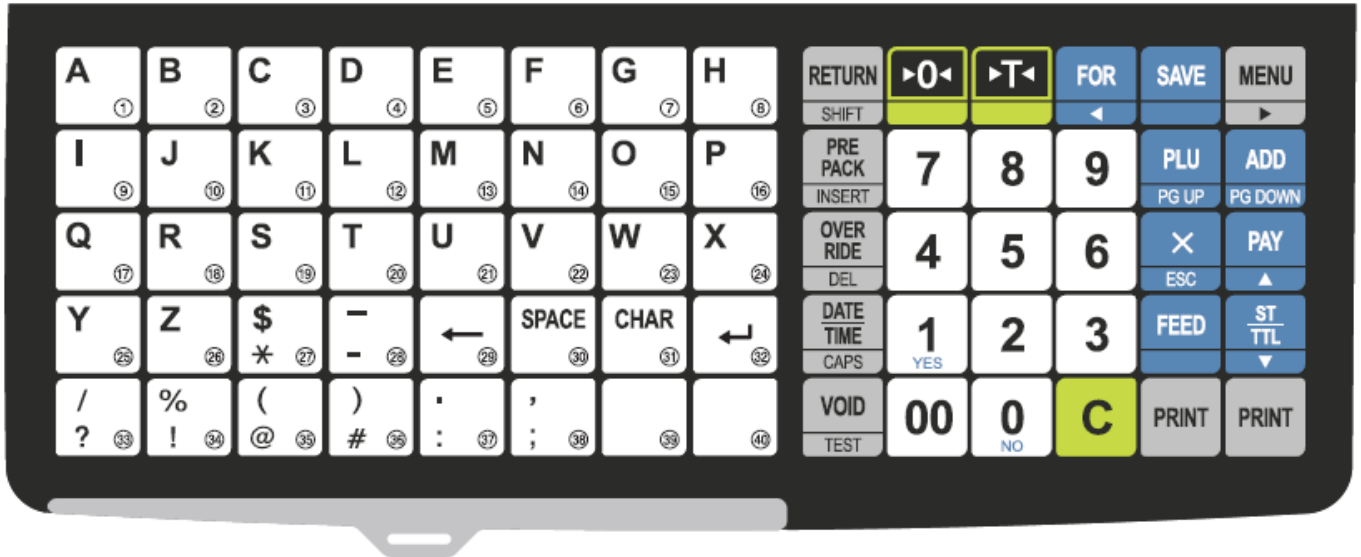 A ① B ② C ③ D ④ E ⑤ F ⑥ G ⑦ H ⑧
RETURN SHIFT ▸0◂ ▸T◂ FOR ◀ SAVE MENU ▶
I ⑨ J ⑩ K ⑪ L ⑫ M ⑬ N ⑭ O ⑮ P ⑯
PRE PACK INSERT 7 8 9 PLU PG UP ADD PG DOWN
Q ⑰ R ⑱ S ⑲ T ⑳ U ㉑ V ㉒ W ㉓ X ㉔
OVER RIDE DEL 4 5 6 × ESC PAY ▲
Y ㉕ Z ㉖ $ * ㉗ – - ㉘ ← ㉙ SPACE ㉚ CHAR ㉛ ↵ ㉜
DATE TIME CAPS 1 YES 2 3 FEED ST TTL ▼
/ ? ㉝ % ! ㉞ ( @ ㉟ ) # ㊱ . : ㊲ , ; ㊳ ㊴ ㊵
VOID TEST 00 0 NO C PRINT PRINT